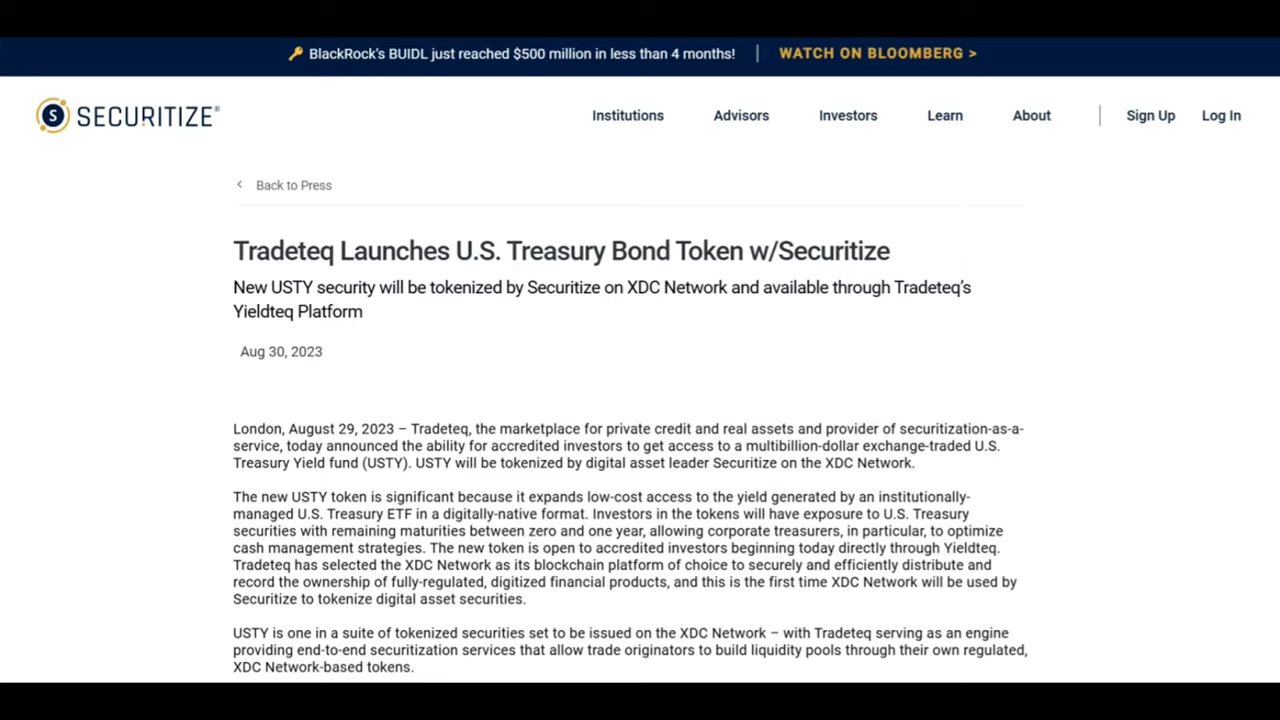 🔑 BlackRock's BUIDL just reached $500 million in less than 4 months! | WATCH ON BLOOMBERG >
S SECURITIZE®
Institutions Advisors Investors Learn About | Sign Up Log In
< Back to Press
Tradeteq Launches U.S. Treasury Bond Token w/Securitize
New USTY security will be tokenized by Securitize on XDC Network and available through Tradeteq's
Yieldteq Platform
Aug 30, 2023
London, August 29, 2023 – Tradeteq, the marketplace for private credit and real assets and provider of securitization-as-a-
service, today announced the ability for accredited investors to get access to a multibillion-dollar exchange-traded U.S.
Treasury Yield fund (USTY). USTY will be tokenized by digital asset leader Securitize on the XDC Network.
The new USTY token is significant because it expands low-cost access to the yield generated by an institutionally-
managed U.S. Treasury ETF in a digitally-native format. Investors in the tokens will have exposure to U.S. Treasury
securities with remaining maturities between zero and one year, allowing corporate treasurers, in particular, to optimize
cash management strategies. The new token is open to accredited investors beginning today directly through Yieldteq.
Tradeteq has selected the XDC Network as its blockchain platform of choice to securely and efficiently distribute and
record the ownership of fully-regulated, digitized financial products, and this is the first time XDC Network will be used by
Securitize to tokenize digital asset securities.
USTY is one in a suite of tokenized securities set to be issued on the XDC Network – with Tradeteq serving as an engine
providing end-to-end securitization services that allow trade originators to build liquidity pools through their own regulated,
XDC Network-based tokens.